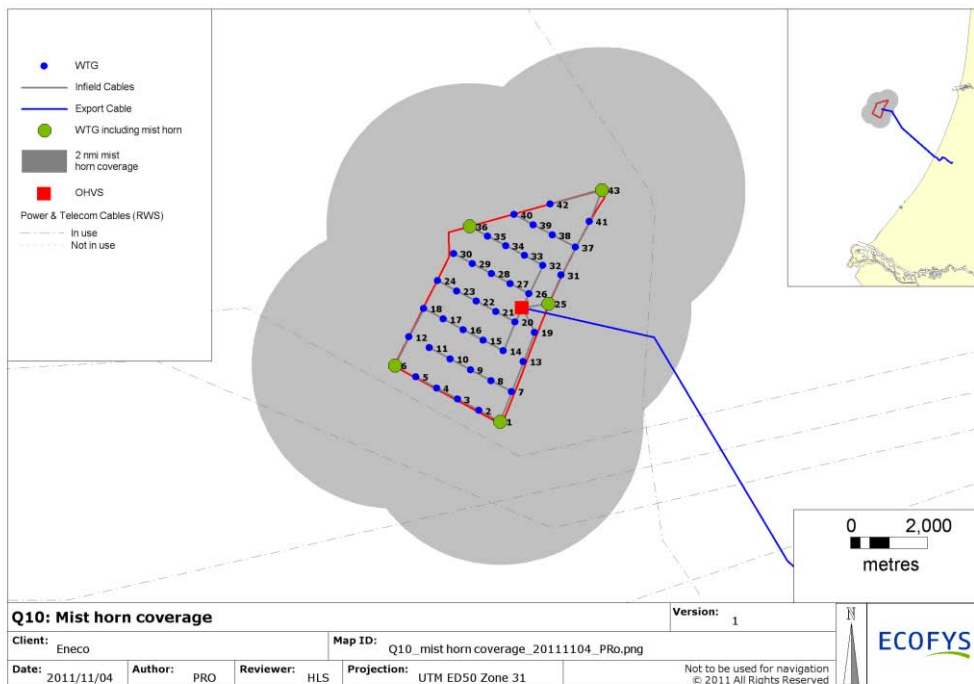 WTG
Infield Cables
Export Cable
WTG including mist horn
2 nmi mist
horn coverage
OHVS
Power & Telecom Cables (RWS)
In use
Not in use
43
42
40
41
39
36
35
38
34
37
33
30
32
29
31
28
24
27
23
26
22
25
18
21
17
20
16
19
12
15
11
14
10
13
6
9
5
8
4
7
3
2
1
0 2,000
metres
Q10: Mist horn coverage
Version: 1
Client: Eneco
Map ID: Q10_mist horn coverage_20111104_PRo.png
Date: 2011/11/04
Author: PRO
Reviewer: HLS
Projection: UTM ED50 Zone 31
Not to be used for navigation
© 2011 All Rights Reserved
N
ECOFYS